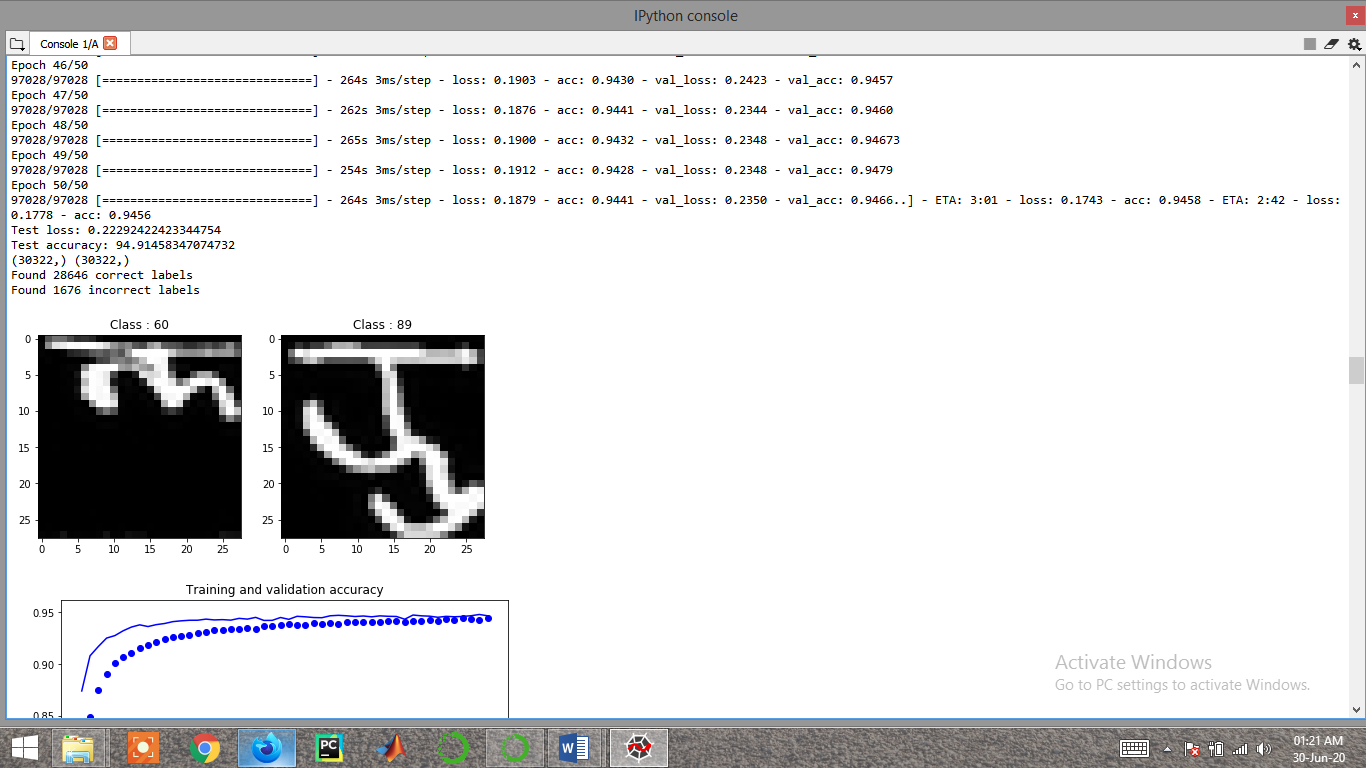 IPython console
Console 1/A
Epoch 46/50
97028/97028 [==============================] - 264s 3ms/step - loss: 0.1903 - acc: 0.9430 - val_loss: 0.2423 - val_acc: 0.9457
Epoch 47/50
97028/97028 [==============================] - 262s 3ms/step - loss: 0.1876 - acc: 0.9441 - val_loss: 0.2344 - val_acc: 0.9460
Epoch 48/50
97028/97028 [==============================] - 265s 3ms/step - loss: 0.1900 - acc: 0.9432 - val_loss: 0.2348 - val_acc: 0.94673
Epoch 49/50
97028/97028 [==============================] - 254s 3ms/step - loss: 0.1912 - acc: 0.9428 - val_loss: 0.2348 - val_acc: 0.9479
Epoch 50/50
97028/97028 [==============================] - 264s 3ms/step - loss: 0.1879 - acc: 0.9441 - val_loss: 0.2350 - val_acc: 0.9466..] - ETA: 3:01 - loss: 0.1743 - acc: 0.9458 - ETA: 2:42 - loss:
0.1778 - acc: 0.9456
Test loss: 0.22292422423344754
Test accuracy: 94.91458347074732
(30322,) (30322,)
Found 28646 correct labels
Found 1676 incorrect labels
Class : 60 Class : 89
0 0
5 5
10 10
15 15
20 20
25 25
0 5 10 15 20 25 0 5 10 15 20 25
Training and validation accuracy
0.95
0.90
0.85
Activate Windows
Go to PC settings to activate Windows.
PC
W
01:21 AM
30-Jun-20